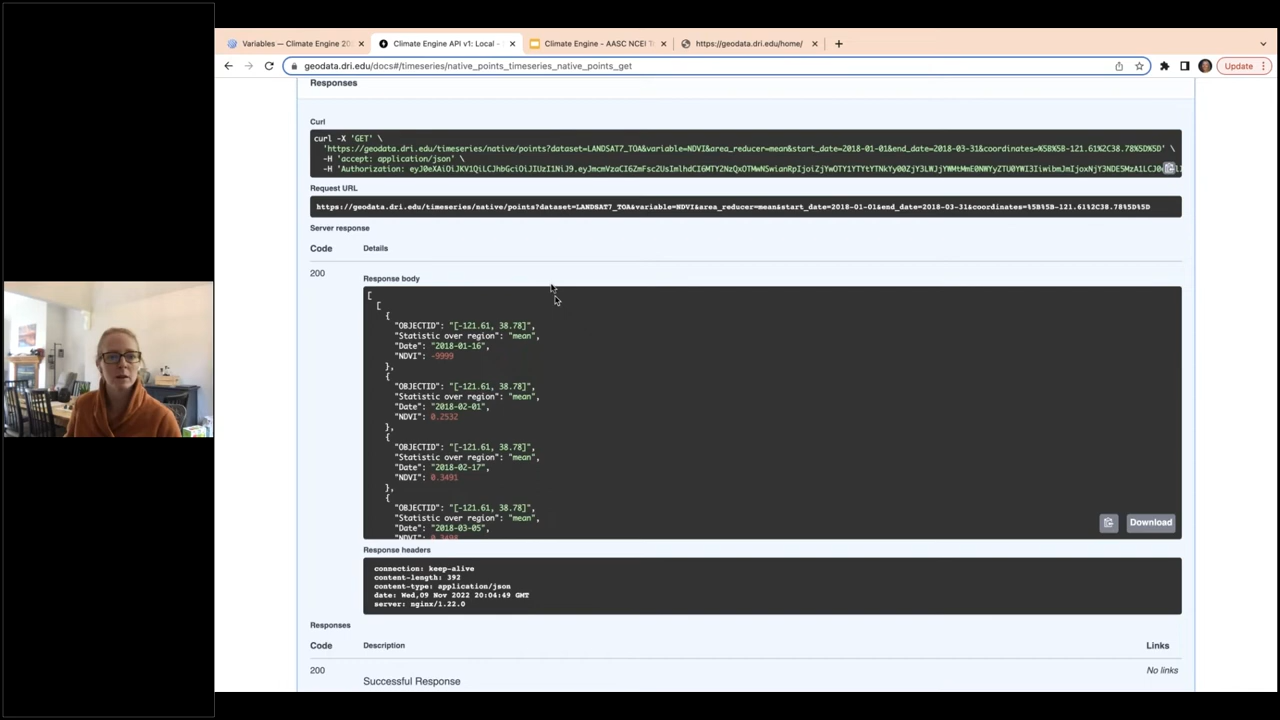 Variables — Climate Engine 20
Climate Engine API v1: Local -
Climate Engine - AASC NCEI T
https://geodata.dri.edu/home/
geodata.dri.edu/docs#/timeseries/native_points_timeseries_native_points_get
Update
Responses
Curl
curl -X 'GET' \
'https://geodata.dri.edu/timeseries/native/points?dataset=LANDSAT7_TOA&variable=NDVI&area_reducer=mean&start_date=2018-01-01&end_date=2018-03-31&coordinates=%5B%5B-121.61%2C38.78%5D%5D' \
-H 'accept: application/json' \
-H 'Authorization:
Request URL
https://geodata.dri.edu/timeseries/native/points?dataset=LANDSAT7_TOA&variable=NDVI&area_reducer=mean&start_date=2018-01-01&end_date=2018-03-31&coordinates=%5B%5B-121.61%2C38.78%5D%5D
Server response
Code Details
200
Response body
[
[
{
"OBJECTID": "[-121.61, 38.78]",
"Statistic over region": "mean",
"Date": "2018-01-16",
"NDVI": -9999
},
{
"OBJECTID": "[-121.61, 38.78]",
"Statistic over region": "mean",
"Date": "2018-02-01",
"NDVI": 0.2532
},
{
"OBJECTID": "[-121.61, 38.78]",
"Statistic over region": "mean",
"Date": "2018-02-17",
"NDVI": 0.3491
},
{
"OBJECTID": "[-121.61, 38.78]",
"Statistic over region": "mean",
"Date": "2018-03-05",
"NDVI":
Download
Response headers
connection: keep-alive
content-length: 392
content-type: application/json
date: Wed,09 Nov 2022 20:04:49 GMT
server: nginx/1.22.0
Responses
Code Description Links
200 No links
Successful Response